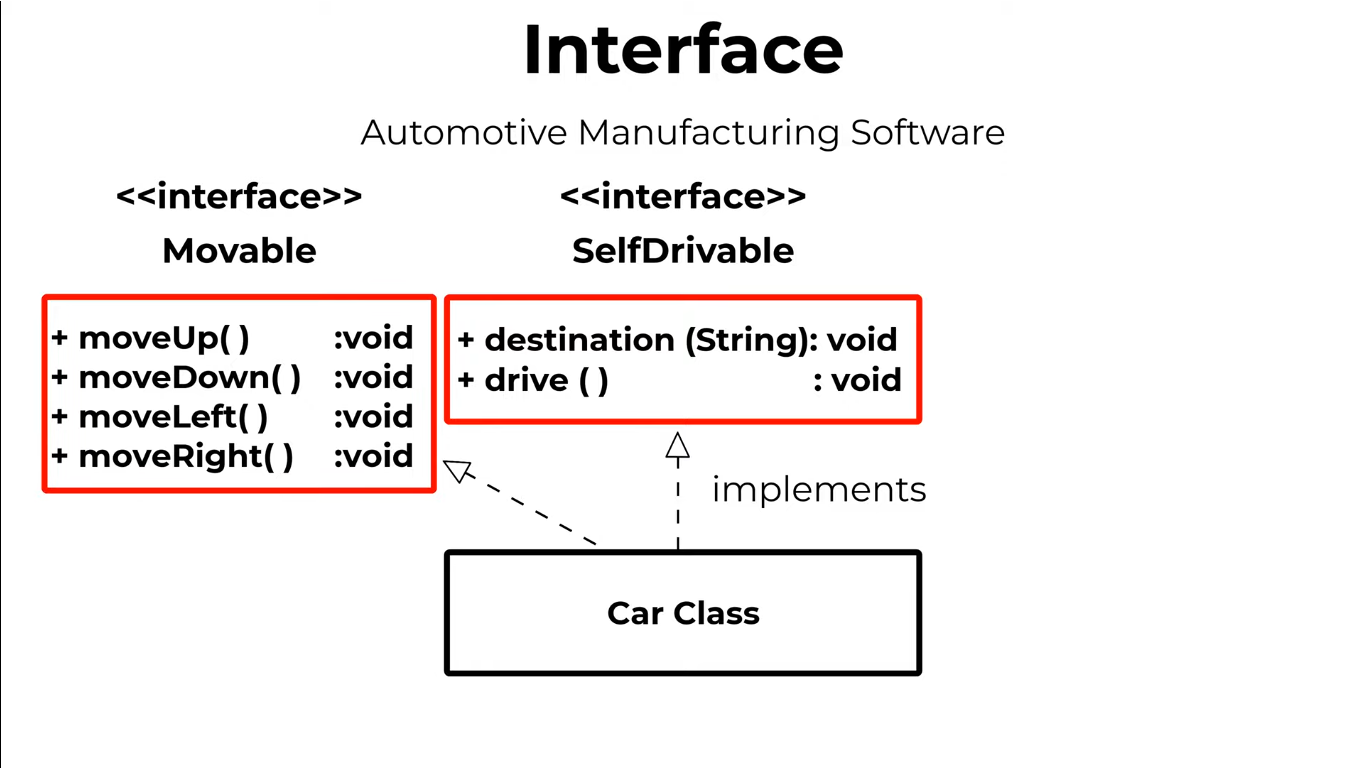 Interface
Automotive Manufacturing Software
<<interface>>
Movable
+ moveUp( ) :void
+ moveDown( ) :void
+ moveLeft( ) :void
+ moveRight( ) :void
<<interface>>
SelfDrivable
+ destination (String): void
+ drive ( ) : void
implements
Car Class